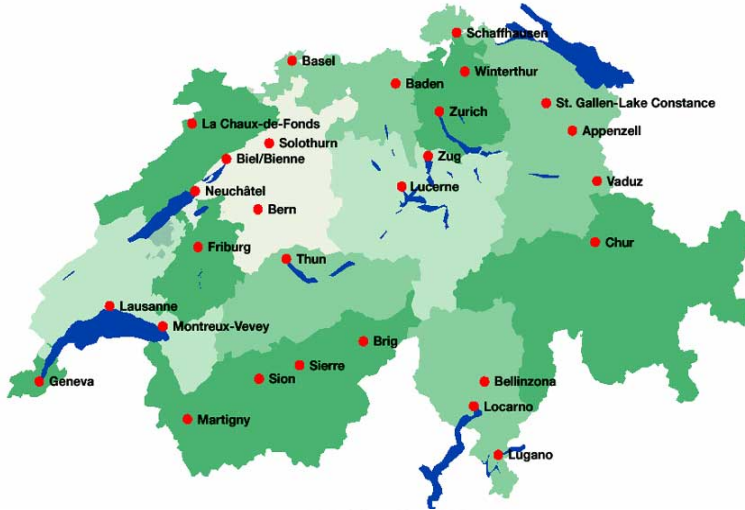 Schaffhausen
Basel
Winterthur
Baden
St. Gallen-Lake Constance
Zurich
La Chaux-de-Fonds
Appenzell
Solothurn
Biel/Bienne
Zug
Vaduz
Lucerne
Neuchâtel
Bern
Chur
Friburg
Thun
Lausanne
Montreux-Vevey
Brig
Sierre
Sion
Geneva
Bellinzona
Locarno
Martigny
Lugano